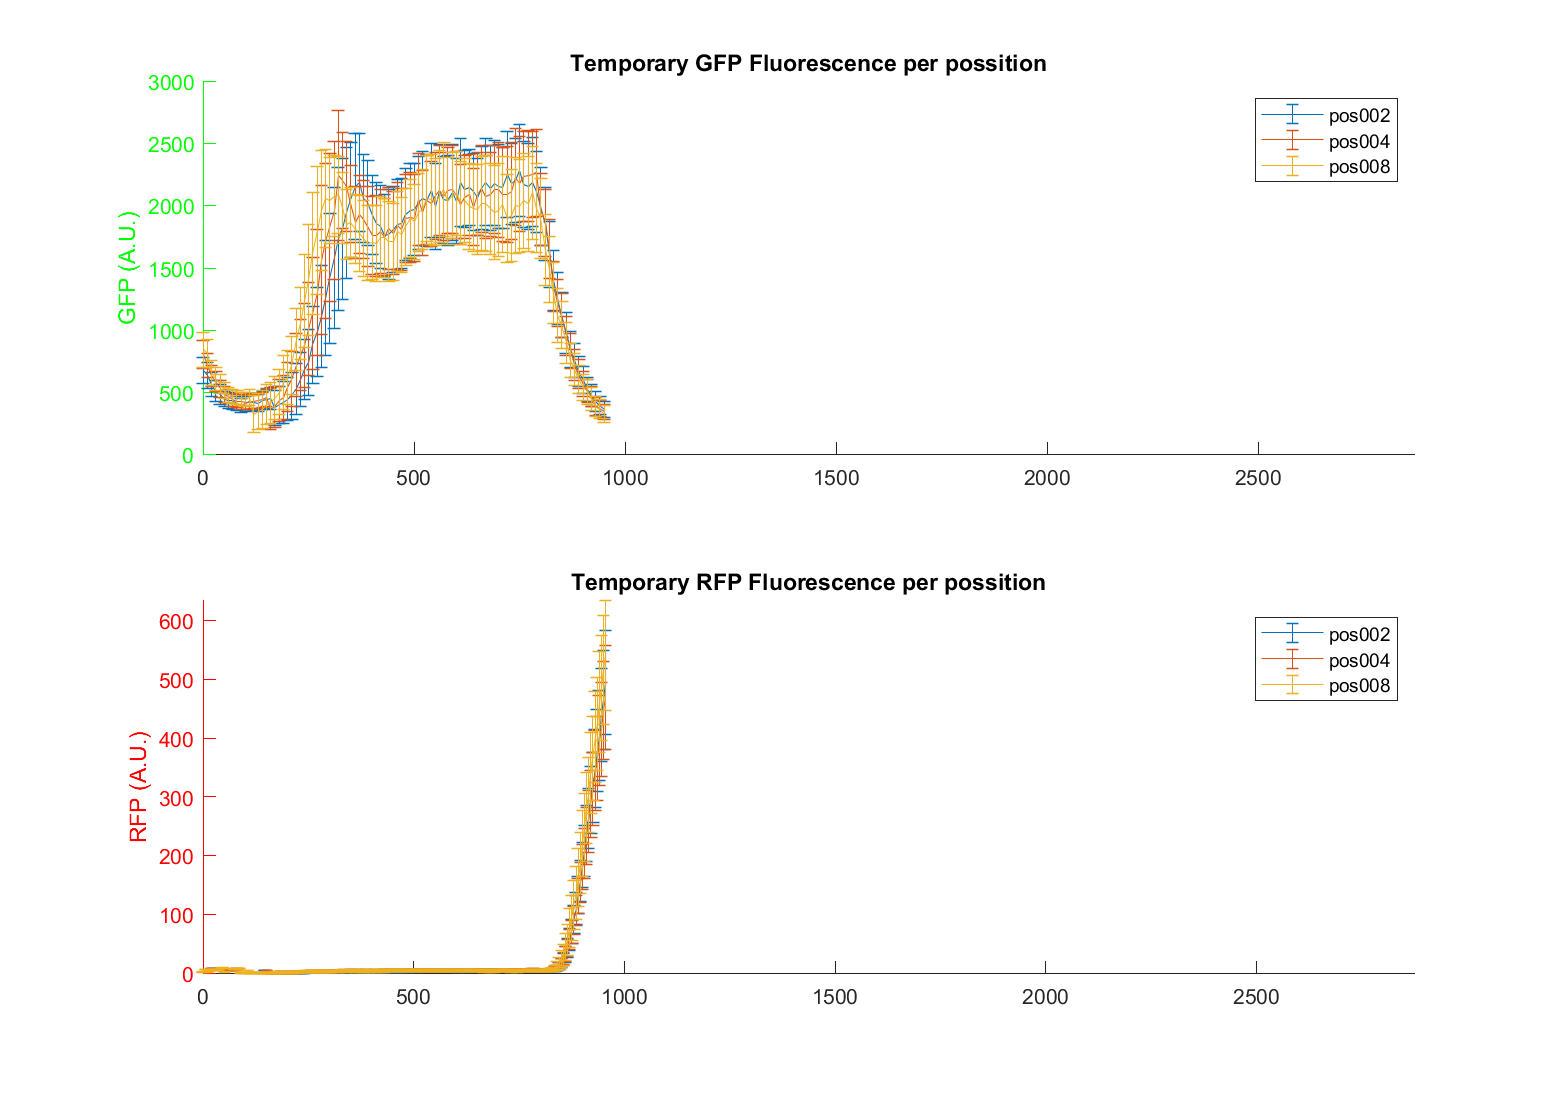 Temporary GFP Fluorescence per possition
3000
2500
2000
1500
1000
500
0
GFP (A.U.)
pos002
pos004
pos008
0 500 1000 1500 2000 2500
Temporary RFP Fluorescence per possition
600
500
400
300
200
100
0
RFP (A.U.)
pos002
pos004
pos008
0 500 1000 1500 2000 2500